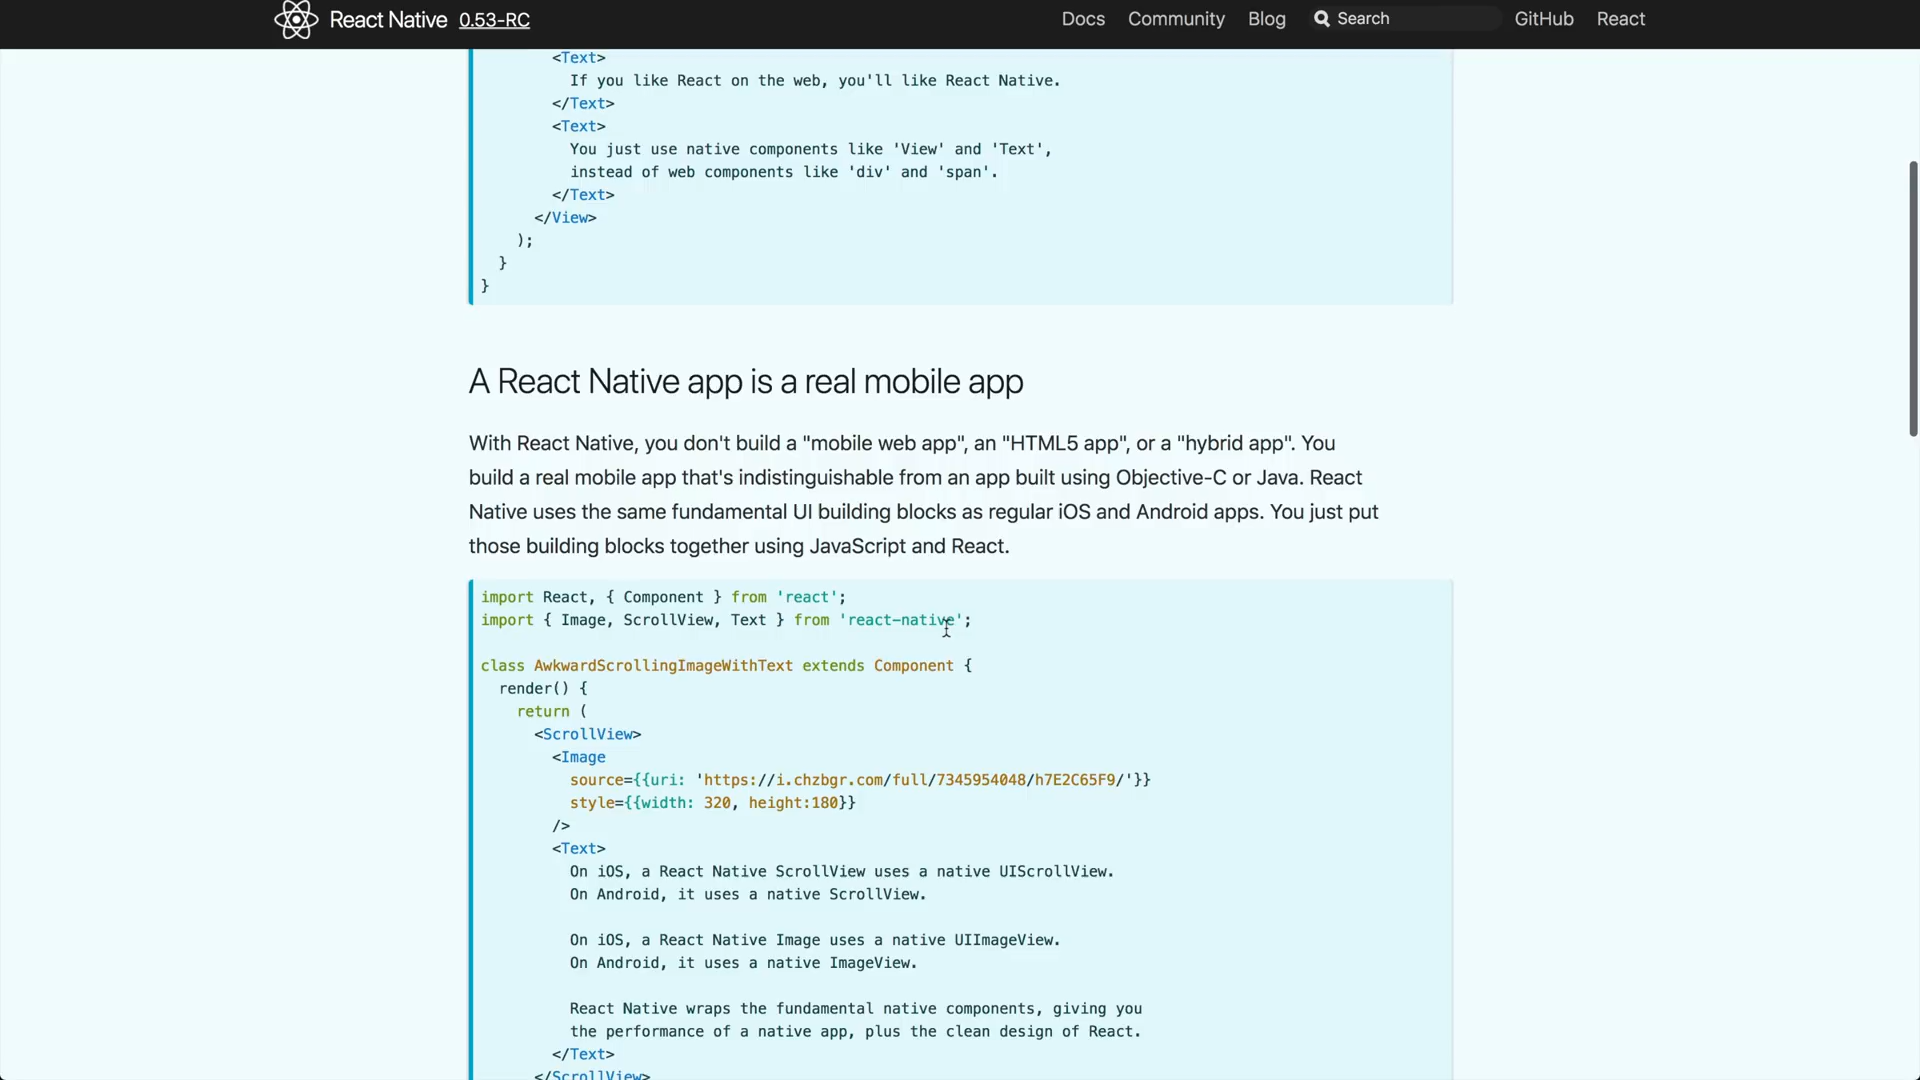 React Native 0.53-RC Docs Community Blog Search GitHub React
<Text>
If you like React on the web, you'll like React Native.
</Text>
<Text>
You just use native components like 'View' and 'Text',
instead of web components like 'div' and 'span'.
</Text>
</View>
);
}
}
A React Native app is a real mobile app
With React Native, you don't build a "mobile web app", an "HTML5 app", or a "hybrid app". You
build a real mobile app that's indistinguishable from an app built using Objective-C or Java. React
Native uses the same fundamental UI building blocks as regular iOS and Android apps. You just put
those building blocks together using JavaScript and React.
import React, { Component } from 'react';
import { Image, ScrollView, Text } from 'react-native';
class AwkwardScrollingImageWithText extends Component {
render() {
return (
<ScrollView>
<Image
source={{uri: 'https://i.chzbgr.com/full/7345954048/h7E2C65F9/'}}
style={{width: 320, height:180}}
/>
<Text>
On iOS, a React Native ScrollView uses a native UIScrollView.
On Android, it uses a native ScrollView.
On iOS, a React Native Image uses a native UIImageView.
On Android, it uses a native ImageView.
React Native wraps the fundamental native components, giving you
the performance of a native app, plus the clean design of React.
</Text>
</ScrollView>